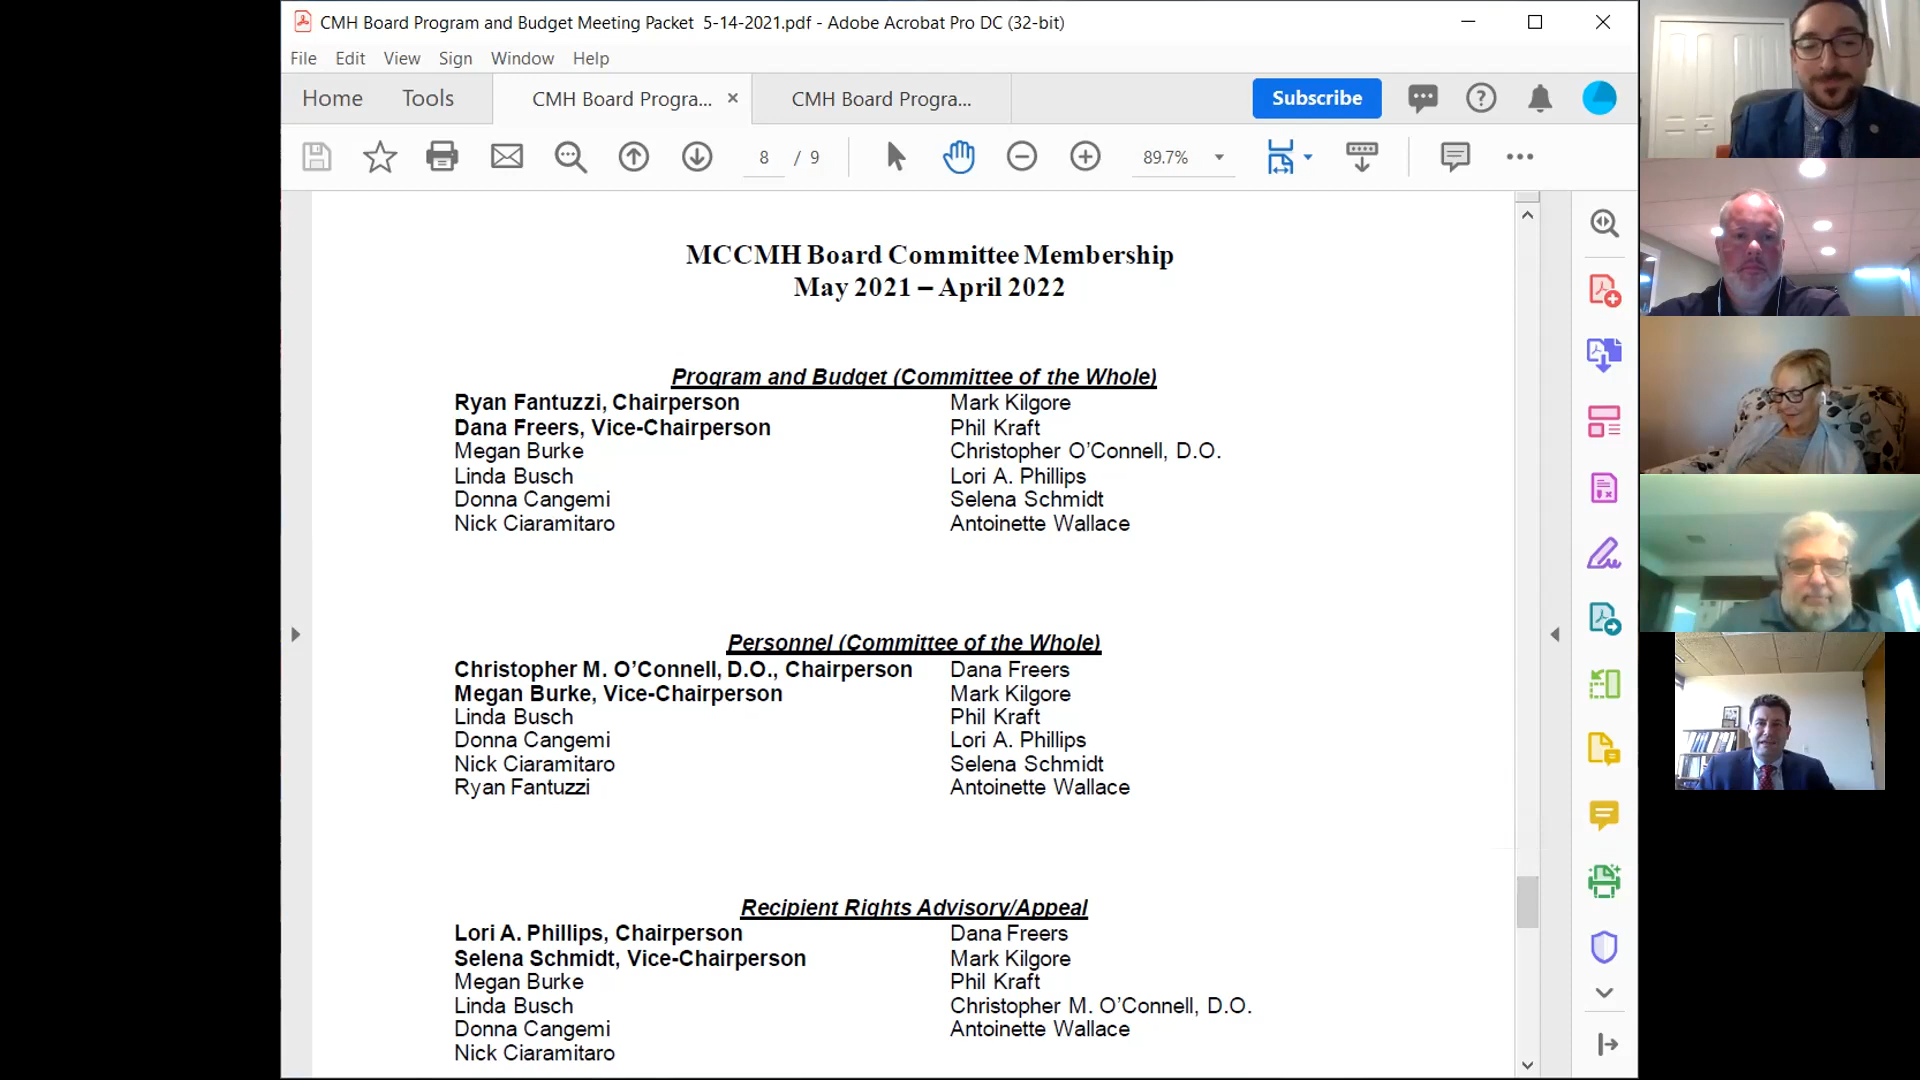 CMH Board Program and Budget Meeting Packet 5-14-2021.pdf - Adobe Acrobat Pro DC (32-bit)
File Edit View Sign Window Help
Home Tools CMH Board Progra... × CMH Board Progra... Subscribe
8 / 9 89.7%
MCCMH Board Committee Membership
May 2021 – April 2022
Program and Budget (Committee of the Whole)
Ryan Fantuzzi, Chairperson Mark Kilgore
Dana Freers, Vice-Chairperson Phil Kraft
Megan Burke Christopher O’Connell, D.O.
Linda Busch Lori A. Phillips
Donna Cangemi Selena Schmidt
Nick Ciaramitaro Antoinette Wallace
Personnel (Committee of the Whole)
Christopher M. O’Connell, D.O., Chairperson Dana Freers
Megan Burke, Vice-Chairperson Mark Kilgore
Linda Busch Phil Kraft
Donna Cangemi Lori A. Phillips
Nick Ciaramitaro Selena Schmidt
Ryan Fantuzzi Antoinette Wallace
Recipient Rights Advisory/Appeal
Lori A. Phillips, Chairperson Dana Freers
Selena Schmidt, Vice-Chairperson Mark Kilgore
Megan Burke Phil Kraft
Linda Busch Christopher M. O’Connell, D.O.
Donna Cangemi Antoinette Wallace
Nick Ciaramitaro